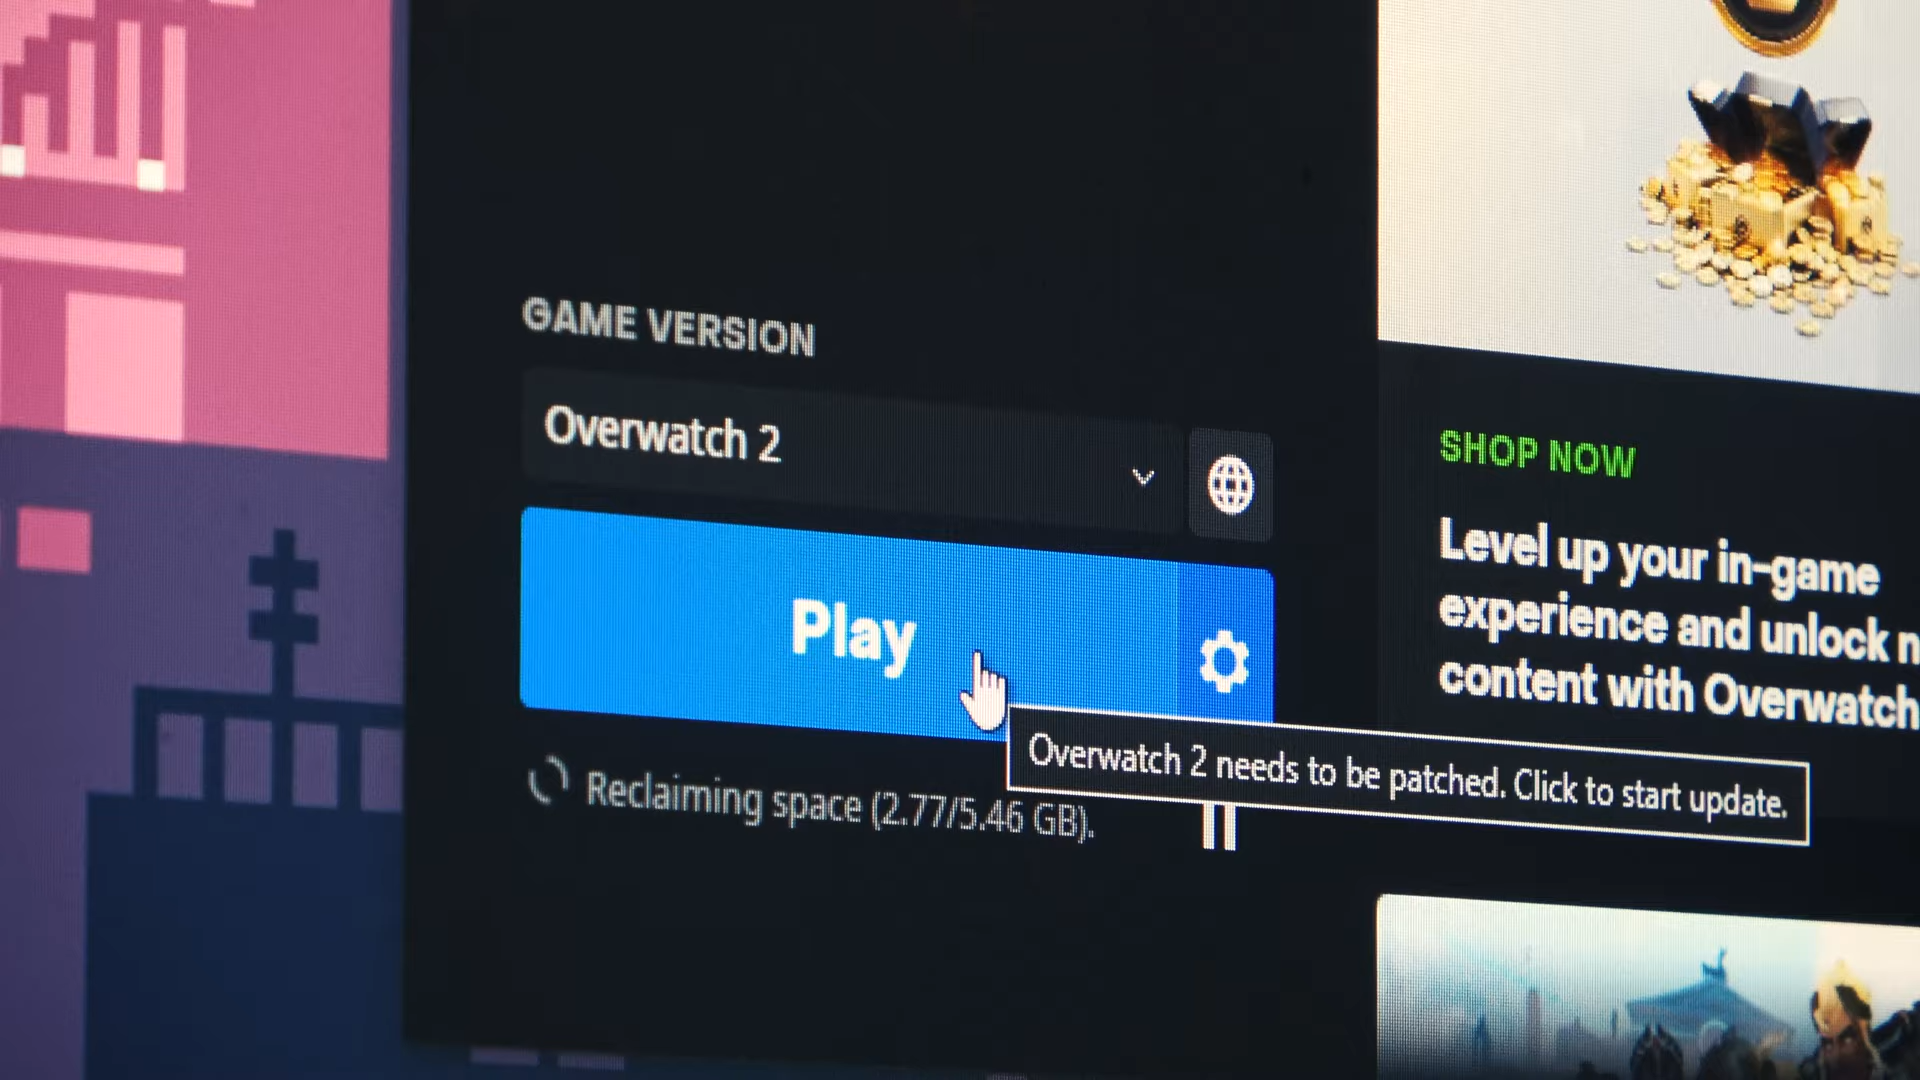 GAME VERSION
Overwatch 2
Play
Overwatch 2 needs to be patched. Click to start update.
Reclaiming space (2.77/5.46 GB).
SHOP NOW
Level up your in-game
experience and unlock
content with Overwatch